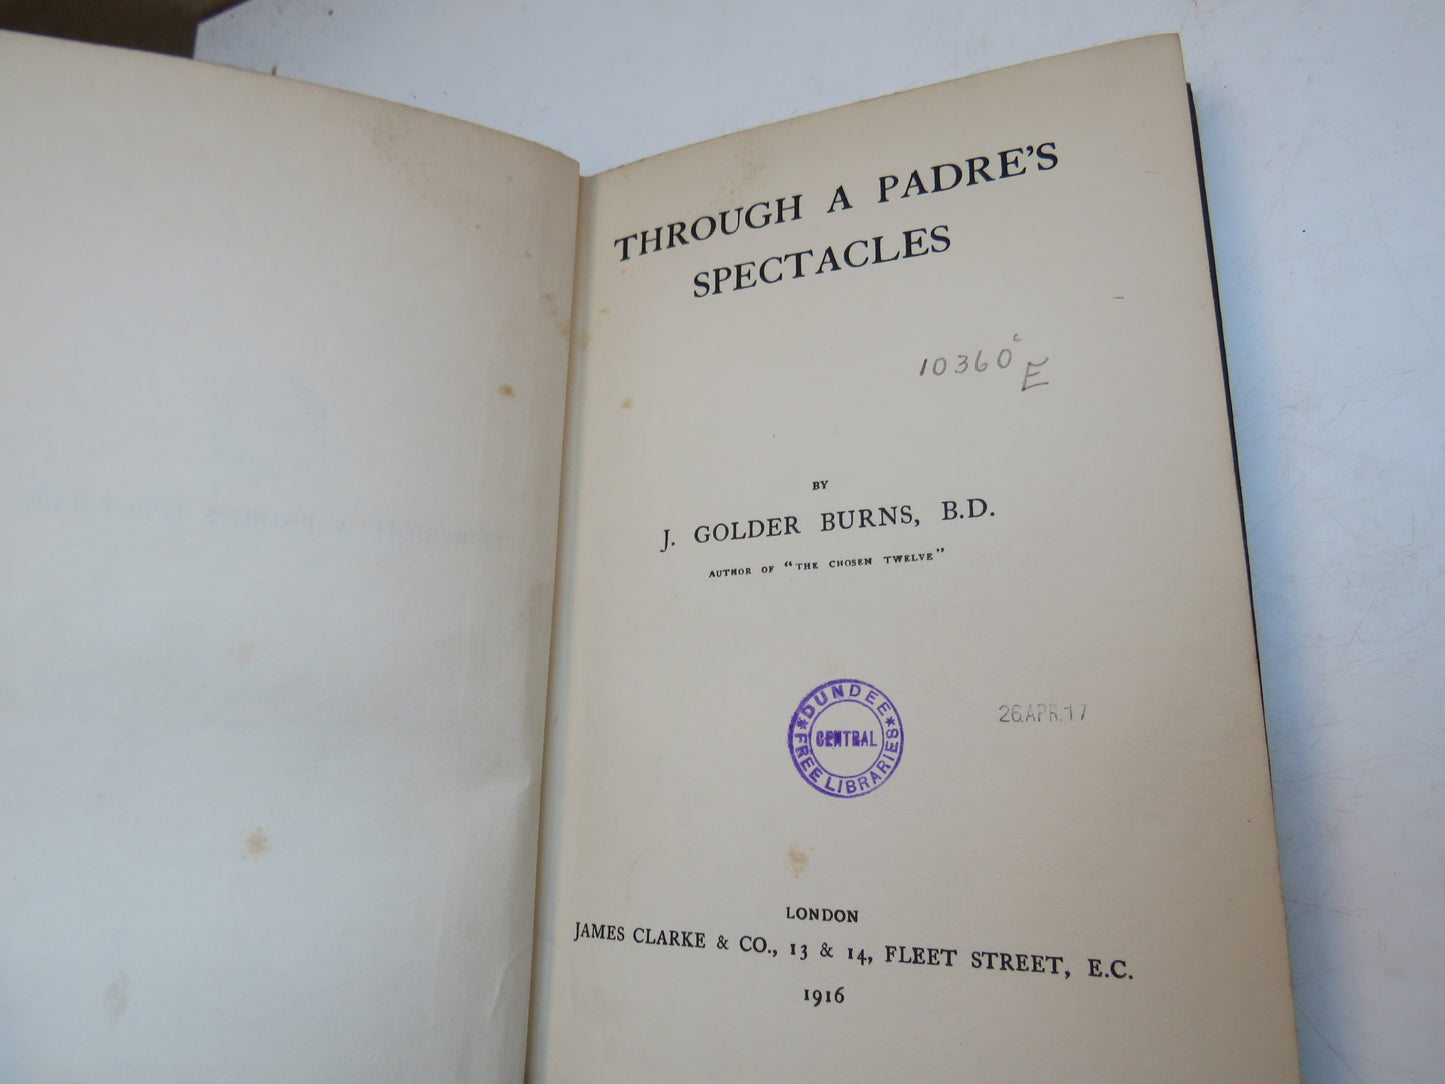 THROUGH A PADRE'S
SPECTACLES
10360c
E
BY
J. GOLDER BURNS, B.D.
AUTHOR OF "THE CHOSEN TWELVE"
DUNDEE
CENTRAL
* FREE LIBRARIES *
26.APR.17
LONDON
JAMES CLARKE & CO., 13 & 14, FLEET STREET, E.C.
1916